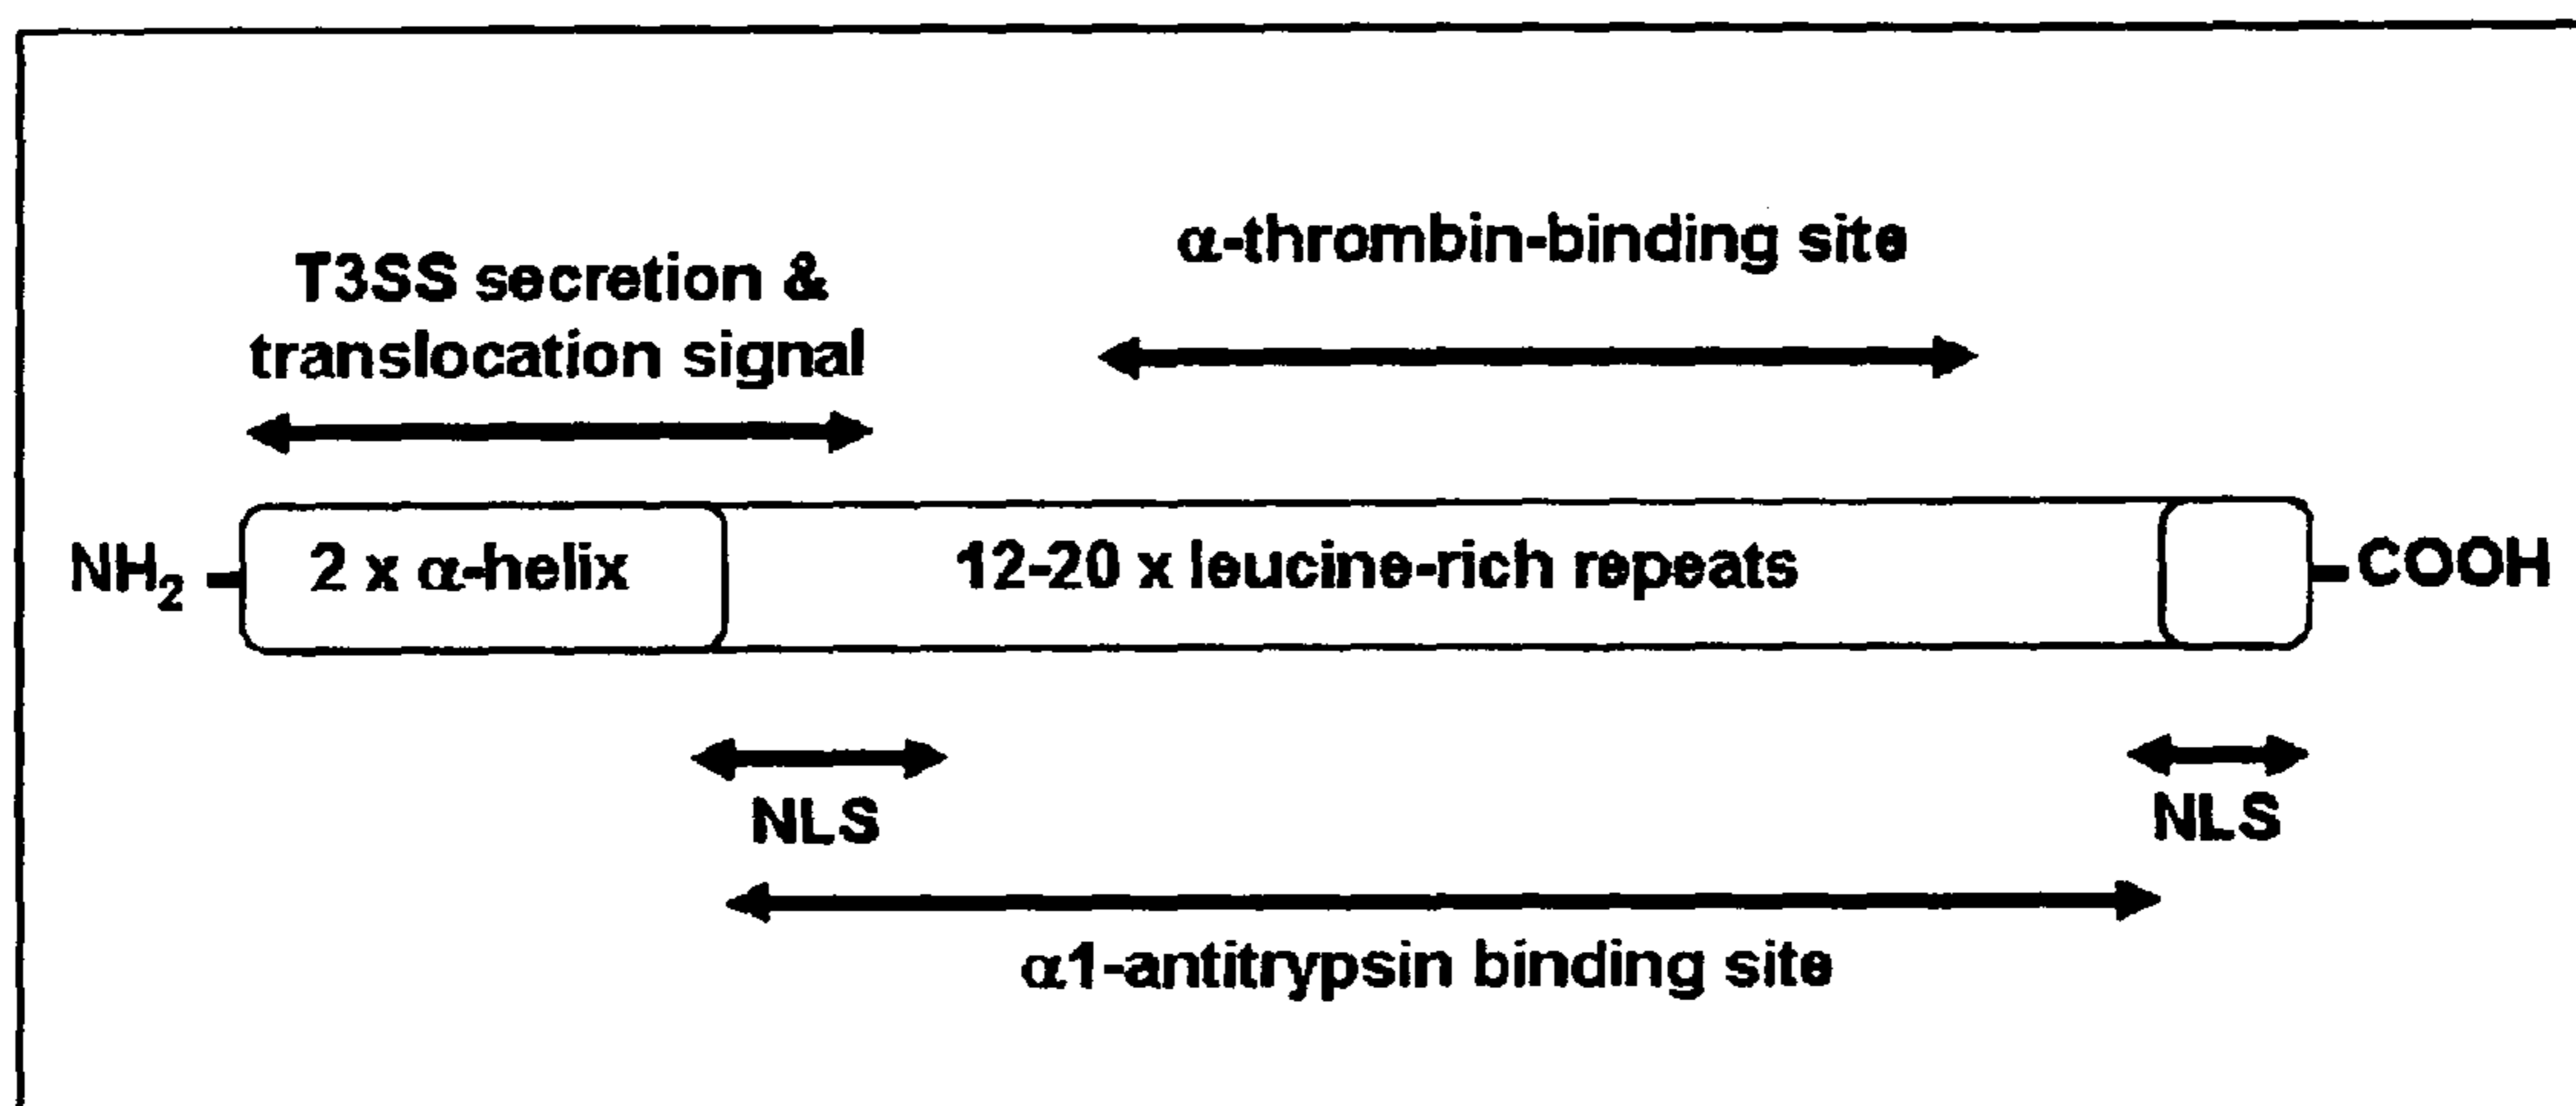 α-thrombin-binding site
T3SS secretion &
translocation signal
NH₂
2 x α-helix
12-20 x leucine-rich repeats
COOH
NLS
NLS
α1-antitrypsin binding site